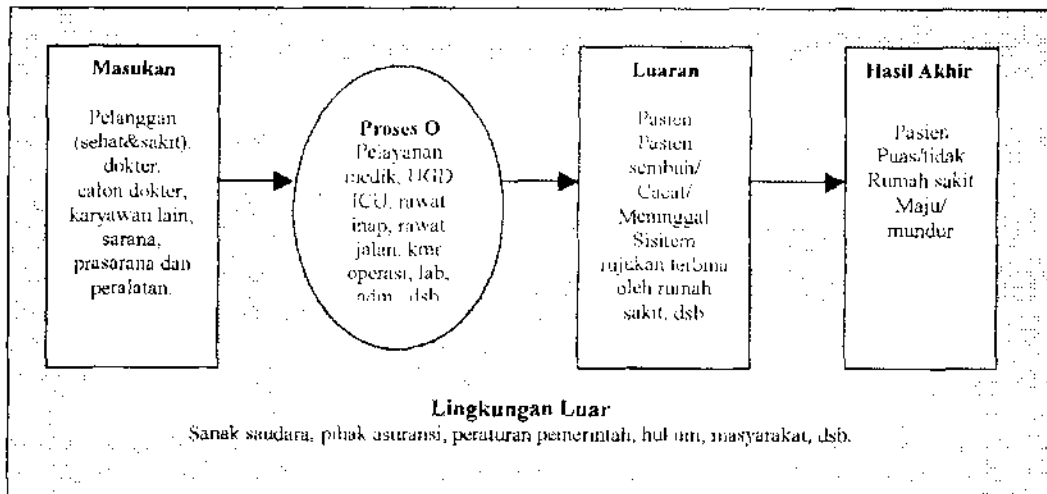 Masukan
Pelanggan
(sehat&sakit).
dokter.
calon dokter,
karyawan lain,
sarana,
prasarana dan
peralatan.
Proses O
Pelayanan
medik, UGD
ICU, rawat
inap, rawat
jalan, kmr
operasi, lab,
adm, dsb
Luaran
Pasien
Pasien
sembuh/
Cacat/
Meninggal
Sisitem
rujukan terbina
oleh rumah
sakit, dsb
Hasil Akhir
Pasien
Puas/tidak
Rumah sakit
Maju/
mundur
Lingkungan Luar
Sanak saudara, pihak asuransi, peraturan pemerintah, hukum, masyarakat, dsb.